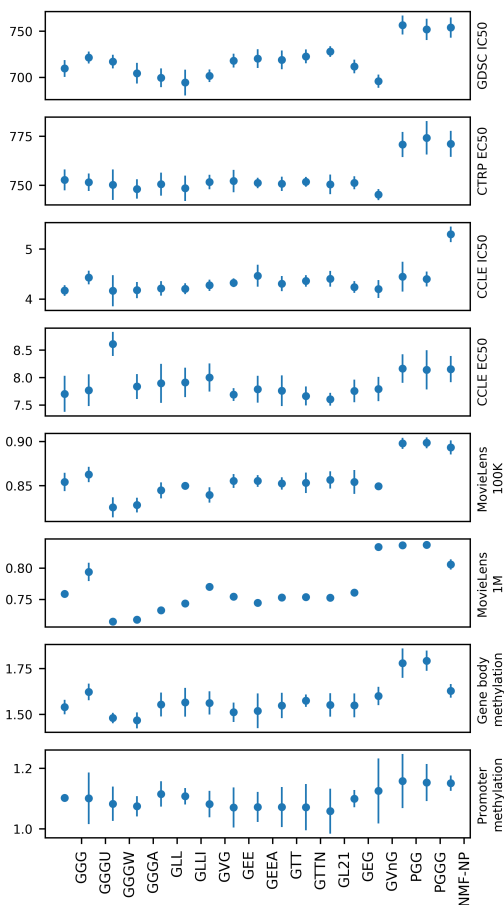 750
700
GDSC IC50
775
750
CTRP EC50
5
4
CCLE IC50
8.5
8.0
7.5
CCLE EC50
0.90
0.85
MovieLens
100K
0.80
0.75
MovieLens
1M
1.75
1.50
Gene body
methylation
1.2
1.0
Promoter
methylation
GGG
GGGU
GGGW
GGGA
GLL
GLLI
GVG
GEE
GEEA
GTT
GTTN
GL21
GEG
GVnG
PGG
PGGG
NMF-NP